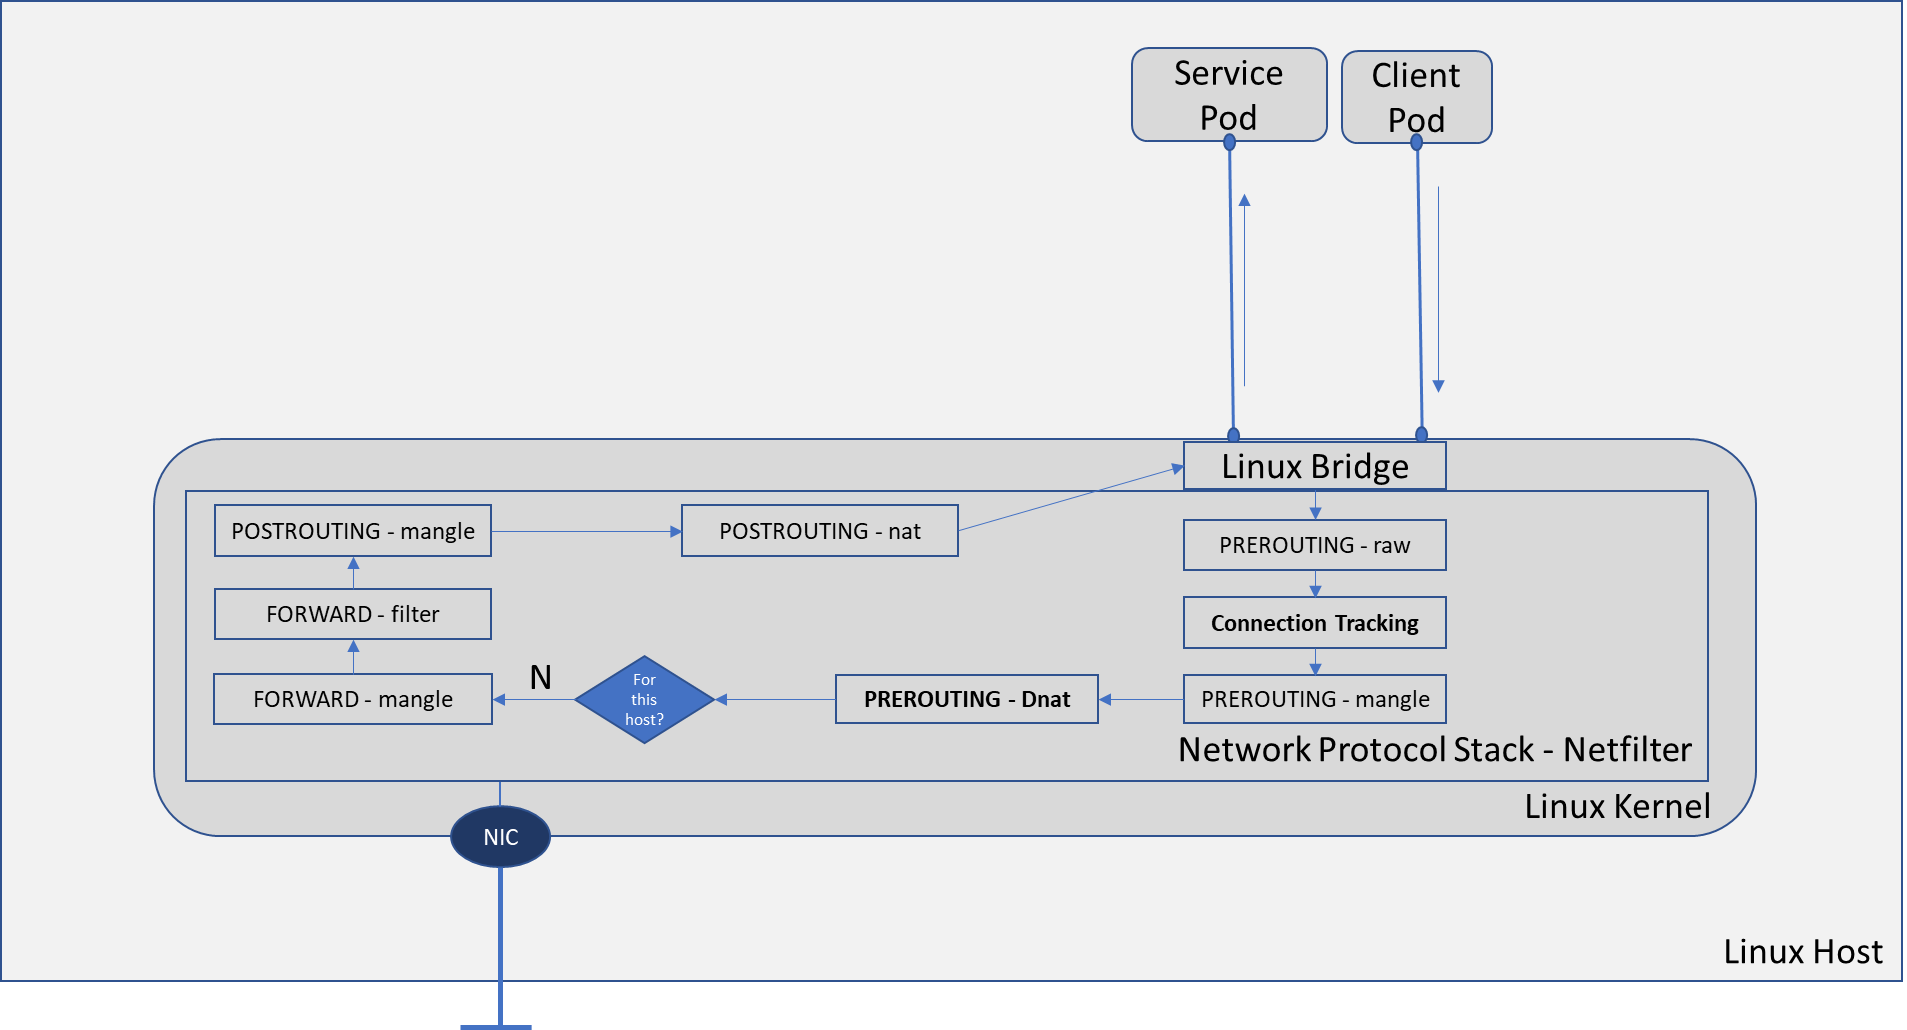 Service
Pod
Client
Pod
Linux Bridge
POSTROUTING - mangle
POSTROUTING - nat
PREROUTING - raw
FORWARD - filter
Connection Tracking
FORWARD - mangle
N
For
this
host?
PREROUTING - Dnat
PREROUTING - mangle
Network Protocol Stack - Netfilter
Linux Kernel
NIC
Linux Host